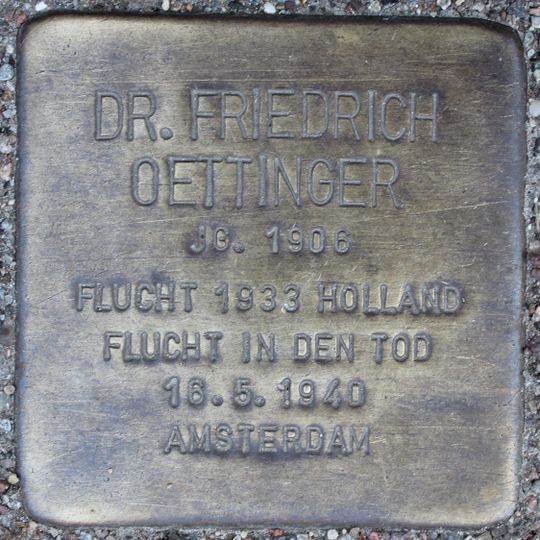 DR. FRIEDRICH
OETTINGER
JG. 1906
FLUCHT 1933 HOLLAND
FLUCHT IN DEN TOD
16.5.1940
AMSTERDAM